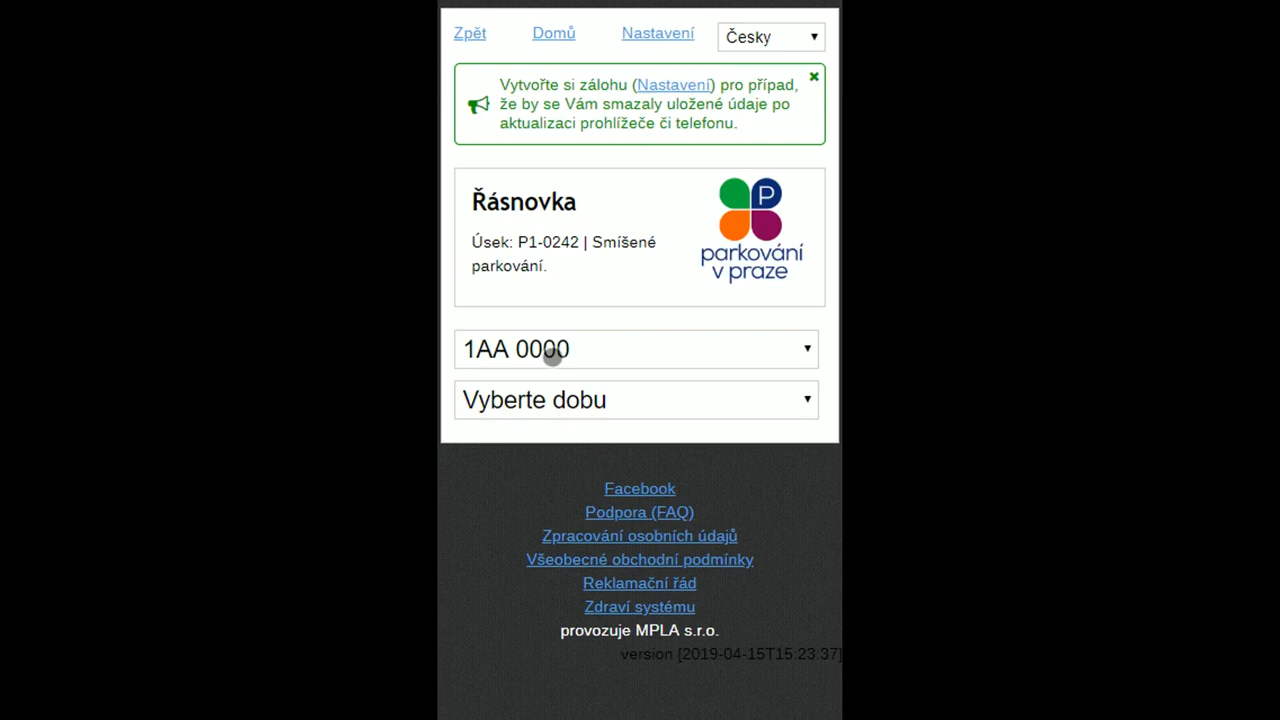 Zpět Domů Nastavení Česky
Vytvořte si zálohu (Nastavení) pro případ,
že by se Vám smazaly uložené údaje po
aktualizaci prohlížeče či telefonu.
Řásnovka
Úsek: P1-0242 | Smíšené
parkování.
P
parkování
v praze
1AA 0000
Vyberte dobu
Facebook
Podpora (FAQ)
Zpracování osobních údajů
Všeobecné obchodní podmínky
Reklamační řád
Zdraví systému
provozuje MPLA s.r.o.
version [2019-04-15T15:23:37]